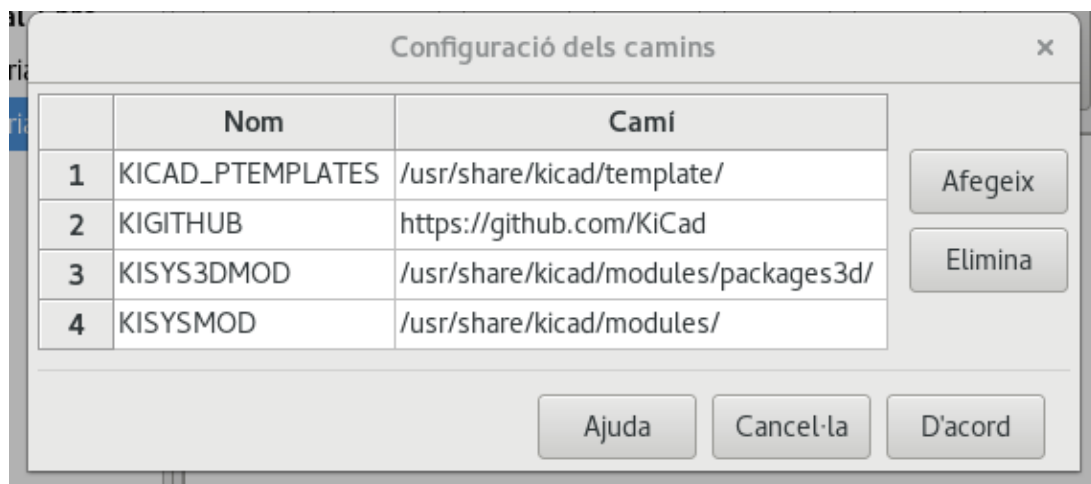 Configuració dels camins ×
Nom Camí
1 KICAD_PTEMPLATES /usr/share/kicad/template/
2 KIGITHUB https://github.com/KiCad
3 KISYS3DMOD /usr/share/kicad/modules/packages3d/
4 KISYSMOD /usr/share/kicad/modules/
Afegeix
Elimina
Ajuda Cancel·la D'acord